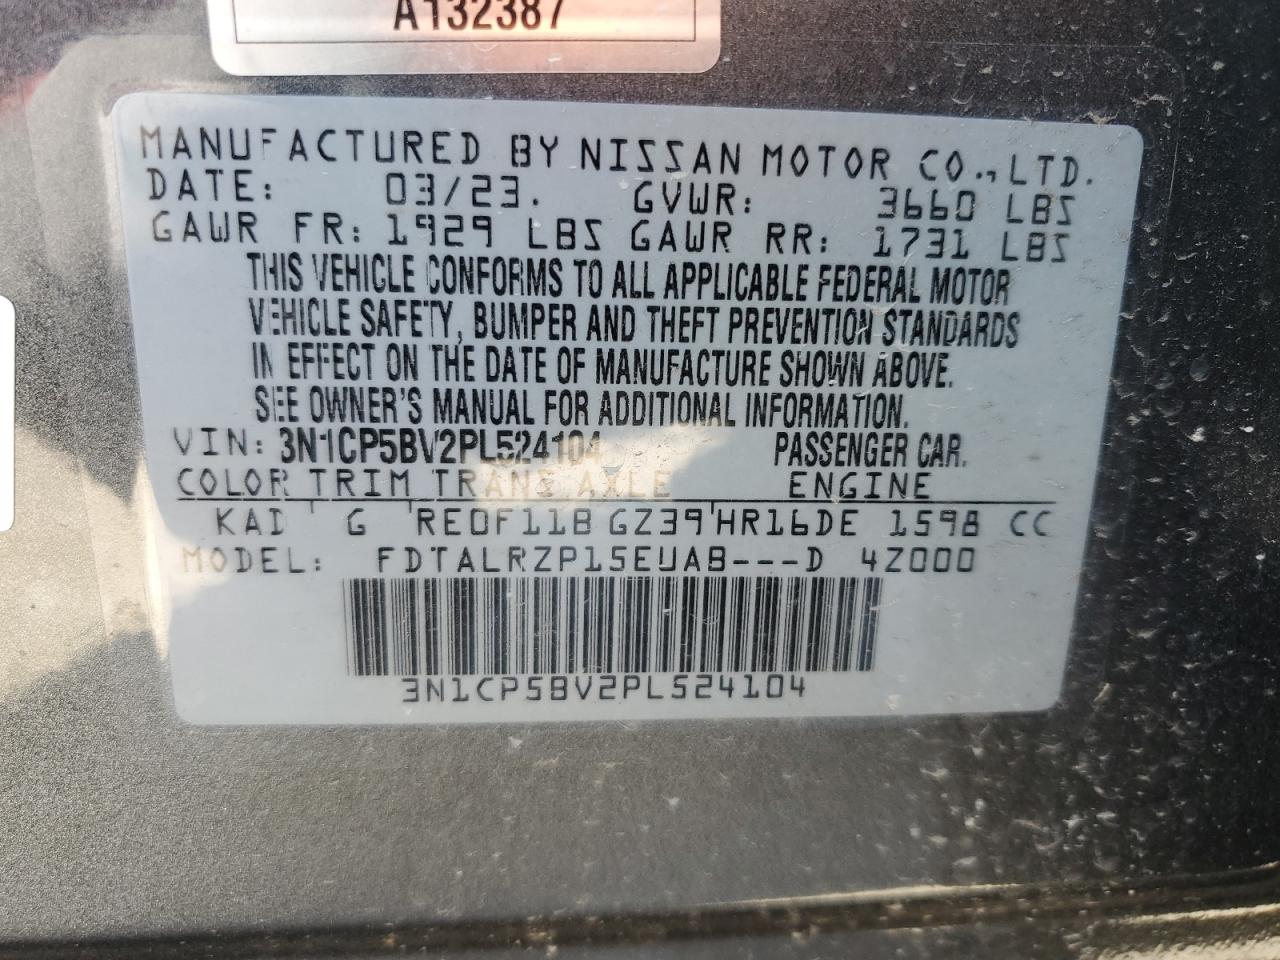 A132387
MANUFACTURED BY NISSAN MOTOR CO., LTD.
DATE: 03/23. GVWR: 3660 LBS
GAWR FR: 1929 LBS GAWR RR: 1731 LBS
THIS VEHICLE CONFORMS TO ALL APPLICABLE FEDERAL MOTOR
VEHICLE SAFETY, BUMPER AND THEFT PREVENTION STANDARDS
IN EFFECT ON THE DATE OF MANUFACTURE SHOWN ABOVE.
SEE OWNER'S MANUAL FOR ADDITIONAL INFORMATION.
VIN: 3N1CP5BV2PL524104 PASSENGER CAR.
COLOR TRIM TRANS AXLE ENGINE
KAD G RE0F11B GZ39 HR16DE 1598 CC
MODEL: FDTALRZP15EUAB---D 4Z000
3N1CP5BV2PL524104